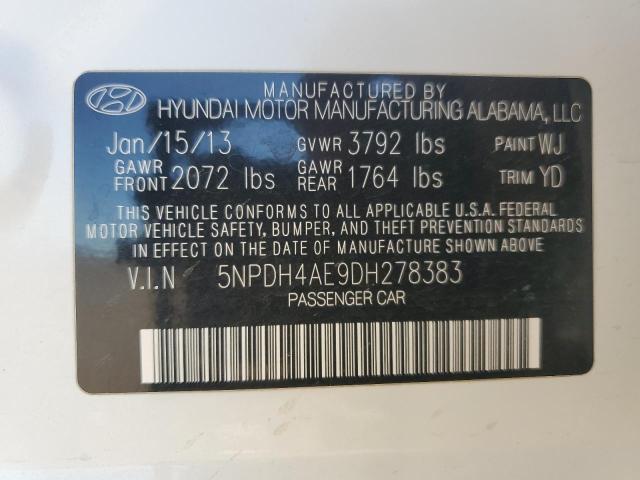 MANUFACTURED BY
HYUNDAI MOTOR MANUFACTURING ALABAMA, LLC
Jan/15/13 GVWR 3792 lbs PAINT WJ
GAWR FRONT 2072 lbs GAWR REAR 1764 lbs TRIM YD
THIS VEHICLE CONFORMS TO ALL APPLICABLE U.S.A. FEDERAL
MOTOR VEHICLE SAFETY, BUMPER, AND THEFT PREVENTION STANDARDS
IN EFFECT ON THE DATE OF MANUFACTURE SHOWN ABOVE
V.I.N 5NPDH4AE9DH278383
PASSENGER CAR